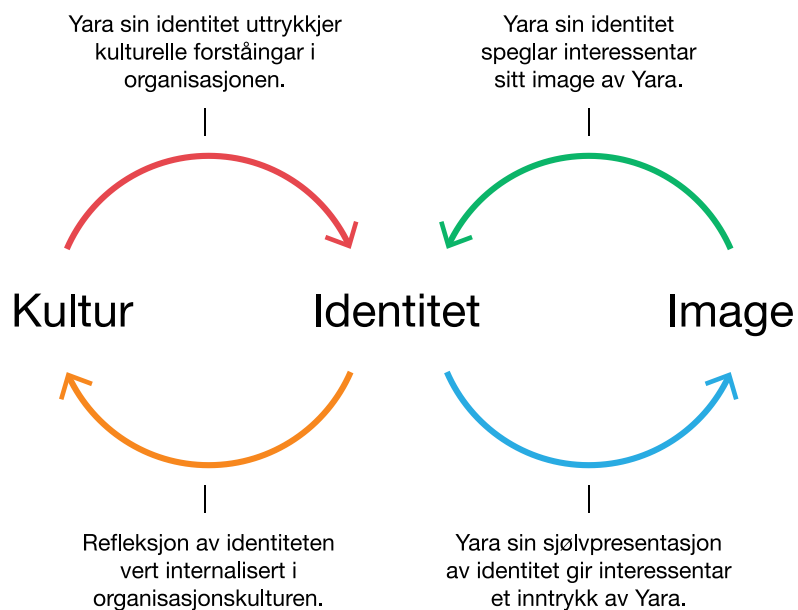 Yara sin identitet uttrykkjer
kulturelle forståingar i
organisasjonen.
Yara sin identitet
speglar interessentar
sitt image av Yara.
Kultur
Identitet
Image
Refleksjon av identiteten
vert internalisert i
organisasjonskulturen.
Yara sin sjølvpresentasjon
av identitet gir interessentar
et inntrykk av Yara.